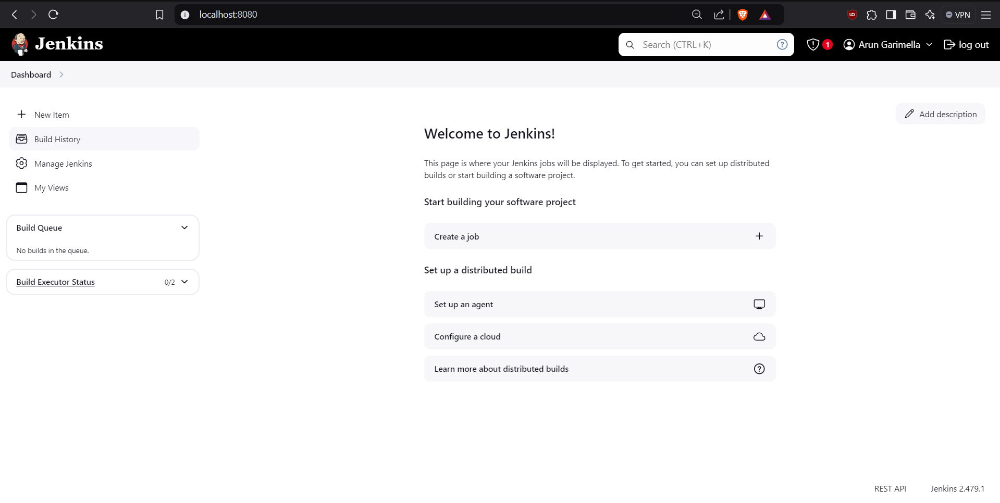 localhost:8080
VPN
Jenkins
Search (CTRL+K)
1
Arun Garimella
log out
Dashboard
New Item
Build History
Manage Jenkins
My Views
Build Queue
No builds in the queue.
Build Executor Status
0/2
Add description
Welcome to Jenkins!
This page is where your Jenkins jobs will be displayed. To get started, you can set up distributed
builds or start building a software project.
Start building your software project
Create a job
Set up a distributed build
Set up an agent
Configure a cloud
Learn more about distributed builds
REST API
Jenkins 2.479.1